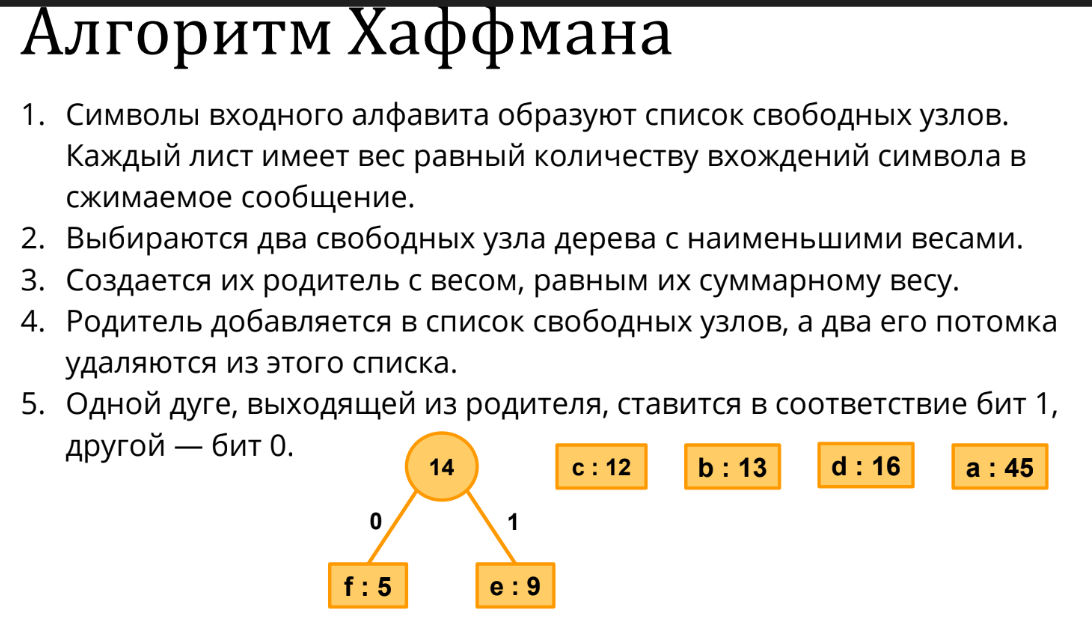 Алгоритм Хаффмана
1. Символы входного алфавита образуют список свободных узлов.
Каждый лист имеет вес равный количеству вхождений символа в
сжимаемое сообщение.
2. Выбираются два свободных узла дерева с наименьшими весами.
3. Создается их родитель с весом, равным их суммарному весу.
4. Родитель добавляется в список свободных узлов, а два его потомка
удаляются из этого списка.
5. Одной дуге, выходящей из родителя, ставится в соответствие бит 1,
другой — бит 0.
14
c : 12
b : 13
d : 16
a : 45
0
1
f : 5
e : 9